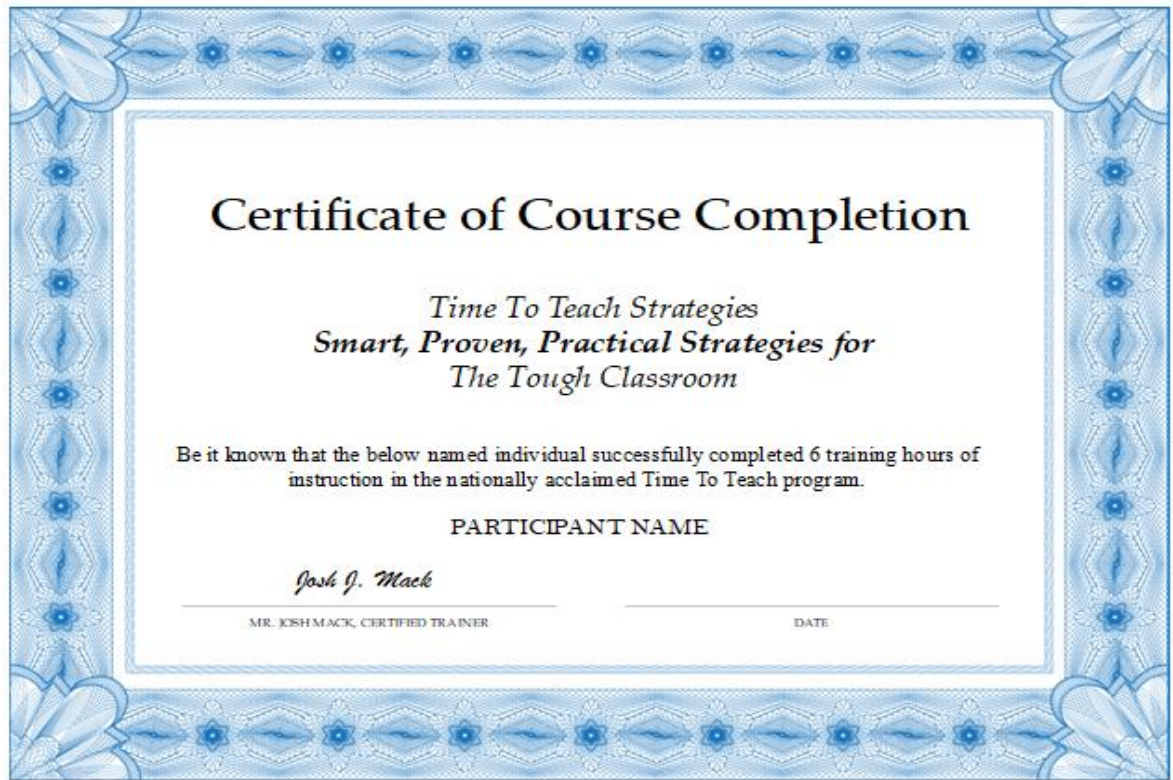 Certificate of Course Completion
Time To Teach Strategies
Smart, Proven, Practical Strategies for
The Tough Classroom
Be it known that the below named individual successfully completed 6 training hours of
instruction in the nationally acclaimed Time To Teach program.
PARTICIPANT NAME
Josh J. Mack
MR. JOSH MACK, CERTIFIED TRAINER
DATE